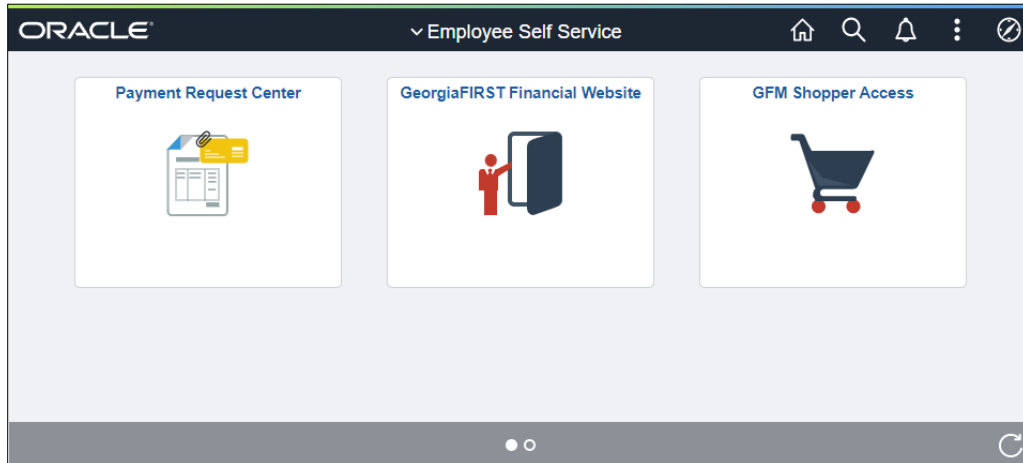 ORACLE
Employee Self Service
Payment Request Center
GeorgiaFIRST Financial Website
GFM Shopper Access